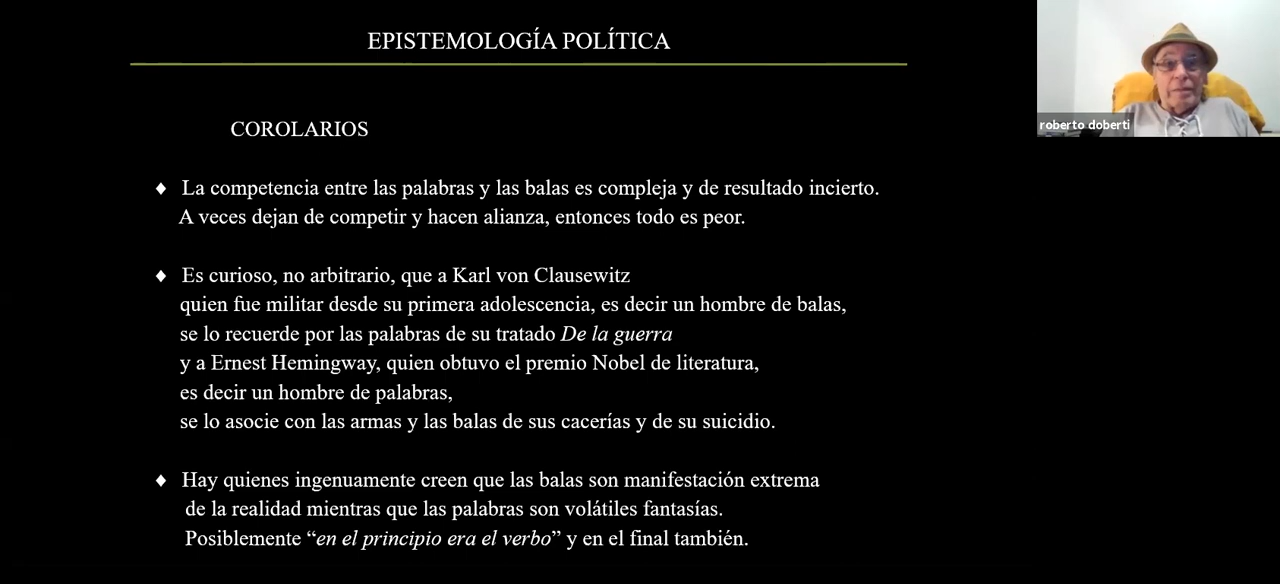 EPISTEMOLOGÍA POLÍTICA
roberto doberti
COROLARIOS
♦ La competencia entre las palabras y las balas es compleja y de resultado incierto.
A veces dejan de competir y hacen alianza, entonces todo es peor.
♦ Es curioso, no arbitrario, que a Karl von Clausewitz
quien fue militar desde su primera adolescencia, es decir un hombre de balas,
se lo recuerde por las palabras de su tratado De la guerra
y a Ernest Hemingway, quien obtuvo el premio Nobel de literatura,
es decir un hombre de palabras,
se lo asocie con las armas y las balas de sus cacerías y de su suicidio.
♦ Hay quienes ingenuamente creen que las balas son manifestación extrema
de la realidad mientras que las palabras son volátiles fantasías.
Posiblemente “en el principio era el verbo” y en el final también.